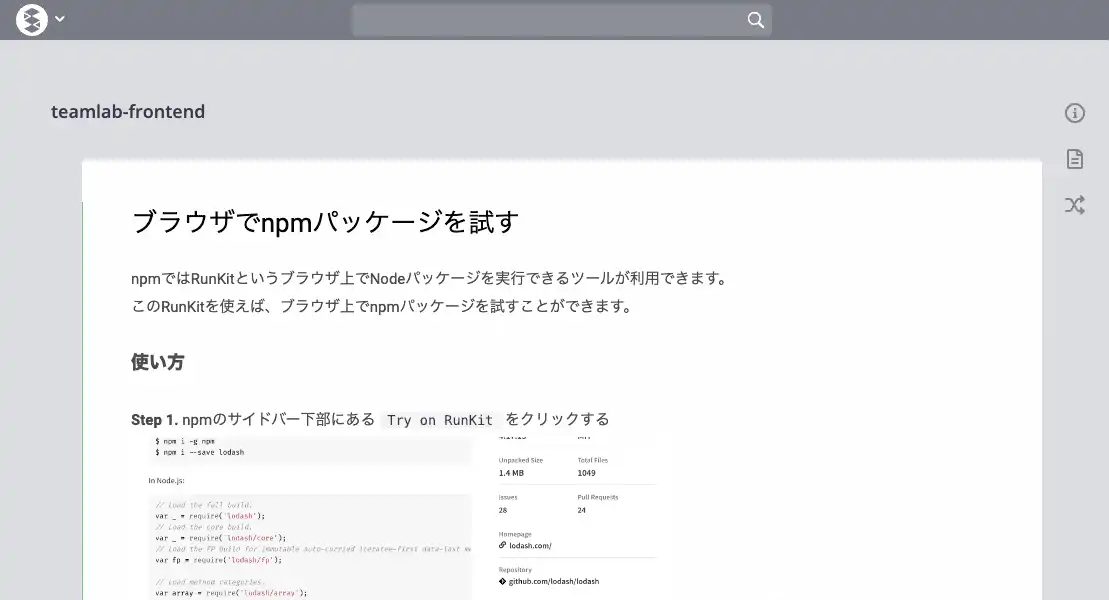 teamlab-frontend
ブラウザでnpmパッケージを試す
npmではRunKitというブラウザ上でNodeパッケージを実行できるツールが利用できます。
このRunKitを使えば、ブラウザ上でnpmパッケージを試すことができます。
使い方
Step 1. npmのサイドバー下部にある Try on RunKit をクリックする
$ npm i -g npm
$ npm i --save lodash
In Node.js:
// Load the full build.
var _ = require('lodash');
// Load the core build.
var _ = require('lodash/core');
// Load the FP build for immutable auto-curried iteratee-first data-last
var fp = require('lodash/fp');
// Load method categories.
var array = require('lodash/array');
Unpacked Size
Total Files
1.4 MB
1049
Issues
Pull Requests
28
24
Homepage
lodash.com/
Repository
github.com/lodash/lodash